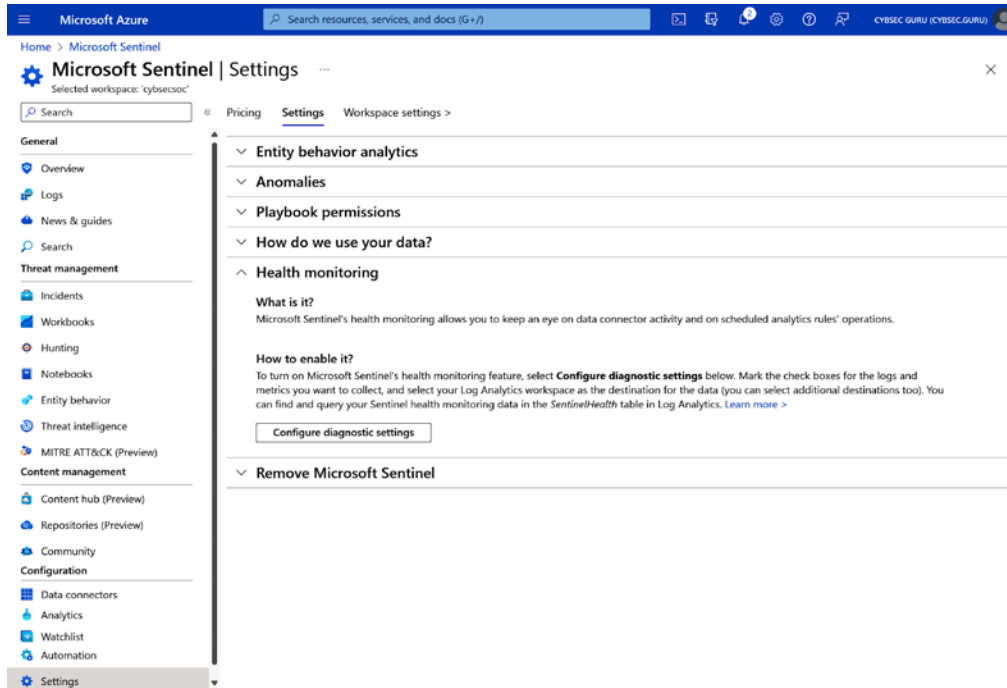 Microsoft Azure
Search resources, services, and docs (G+/)
2
CYBSEC GURU (CYBSEC.GURU)
Home > Microsoft Sentinel
Microsoft Sentinel | Settings ...
Selected workspace: 'cybsecsoc'
Search
«
Pricing Settings Workspace settings >
General
Overview
Logs
News & guides
Search
Threat management
Incidents
Workbooks
Hunting
Notebooks
Entity behavior
Threat intelligence
MITRE ATT&CK (Preview)
Content management
Content hub (Preview)
Repositories (Preview)
Community
Configuration
Data connectors
Analytics
Watchlist
Automation
Settings
Entity behavior analytics
Anomalies
Playbook permissions
How do we use your data?
Health monitoring
What is it?
Microsoft Sentinel's health monitoring allows you to keep an eye on data connector activity and on scheduled analytics rules' operations.
How to enable it?
To turn on Microsoft Sentinel's health monitoring feature, select Configure diagnostic settings below. Mark the check boxes for the logs and
metrics you want to collect, and select your Log Analytics workspace as the destination for the data (you can select additional destinations too). You
can find and query your Sentinel health monitoring data in the SentinelHealth table in Log Analytics. Learn more >
Configure diagnostic settings
Remove Microsoft Sentinel